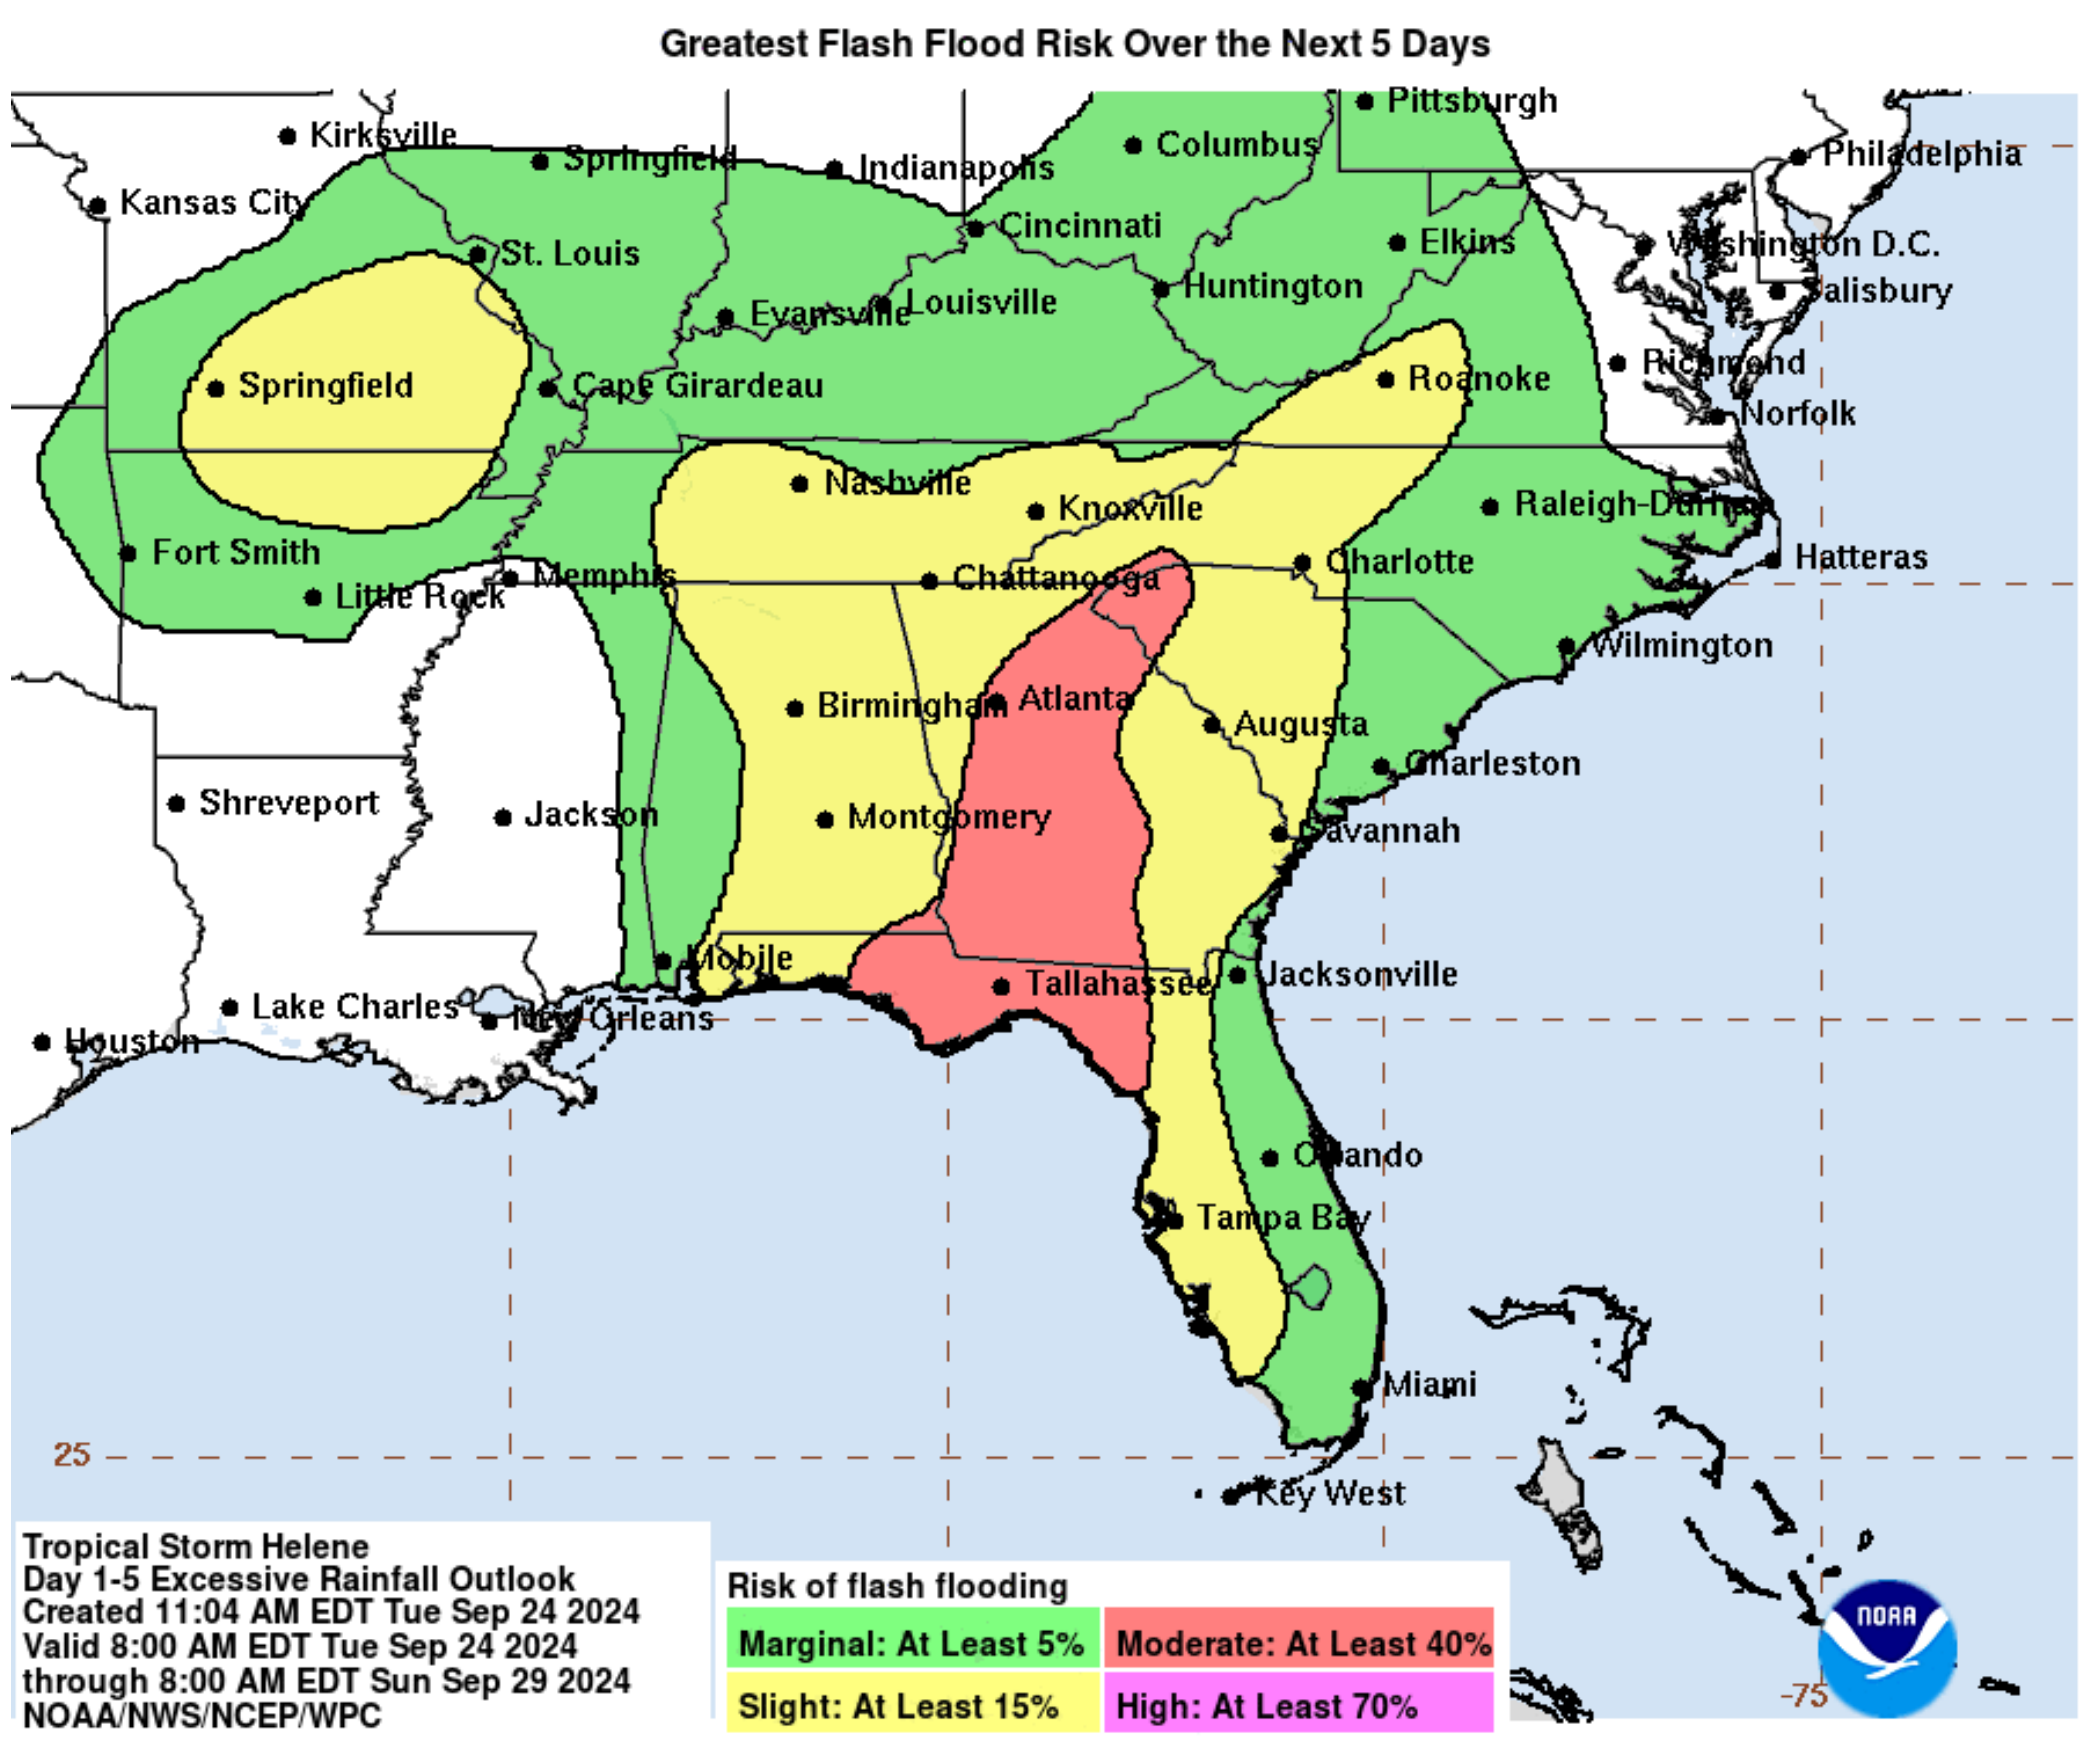 Greatest Flash Flood Risk Over the Next 5 Days
Pittsburgh
Kirksville
Columbus
Springfield
Indianapolis
Philadelphia
Kansas City
Cincinnati
St. Louis
Elkins
Washington D.C.
Huntington
Salisbury
Evansville
Louisville
Richmond
Springfield
Cape Girardeau
Roanoke
Norfolk
Nashville
Knoxville
Raleigh-Durham
Fort Smith
Charlotte
Hatteras
Little Rock
Memphis
Chattanooga
Wilmington
Birmingham
Atlanta
Augusta
Charleston
Shreveport
Jackson
Montgomery
Savannah
Mobile
Tallahassee
Jacksonville
Lake Charles
New Orleans
Houston
Orlando
Tampa Bay
Miami
25
Key West
Tropical Storm Helene
Day 1-5 Excessive Rainfall Outlook
Created 11:04 AM EDT Tue Sep 24 2024
Valid 8:00 AM EDT Tue Sep 24 2024
through 8:00 AM EDT Sun Sep 29 2024
NOAA/NWS/NCEP/WPC
Risk of flash flooding
Marginal: At Least 5%
Moderate: At Least 40%
Slight: At Least 15%
High: At Least 70%
NOAA
-75